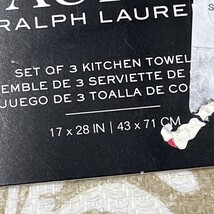 RALPH LAURE
SET OF 3 KITCHEN TOWEL
EMBLE DE 3 SERVIETTE DE
JUEGO DE 3 TOALLA DE CO
17 x 28 IN | 43 x 71 CM